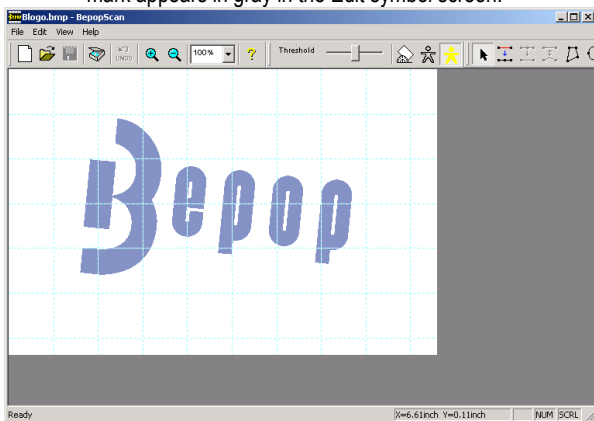 mark appears in gray in the Edit symbol screen.
Blogo.bmp - BepopScan
File Edit View Help
UNDO 100% ? Threshold
Bepop
Ready X=6.61inch Y=0.11inch NUM SCRL